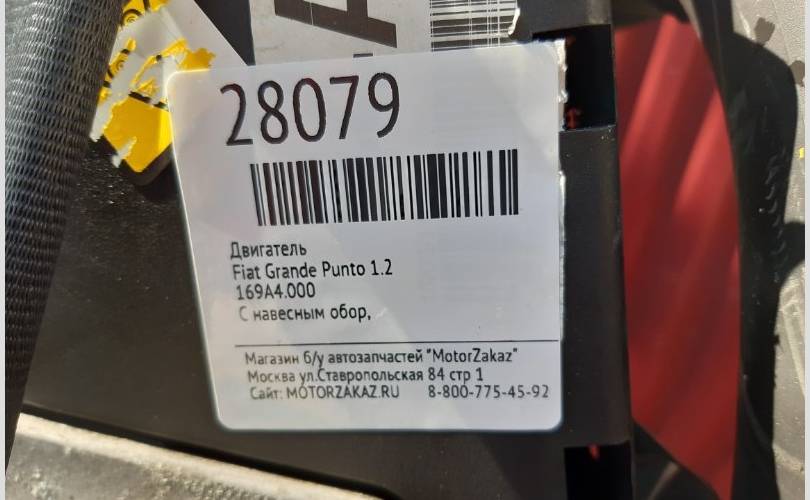 28079
Двигатель
Fiat Grande Punto 1.2
169A4.000
С навесным обор,
Магазин б/у автозапчастей "MotorZakaz"
Москва ул.Ставропольская 84 стр 1
Сайт: MOTORZAKAZ.RU 8-800-775-45-92